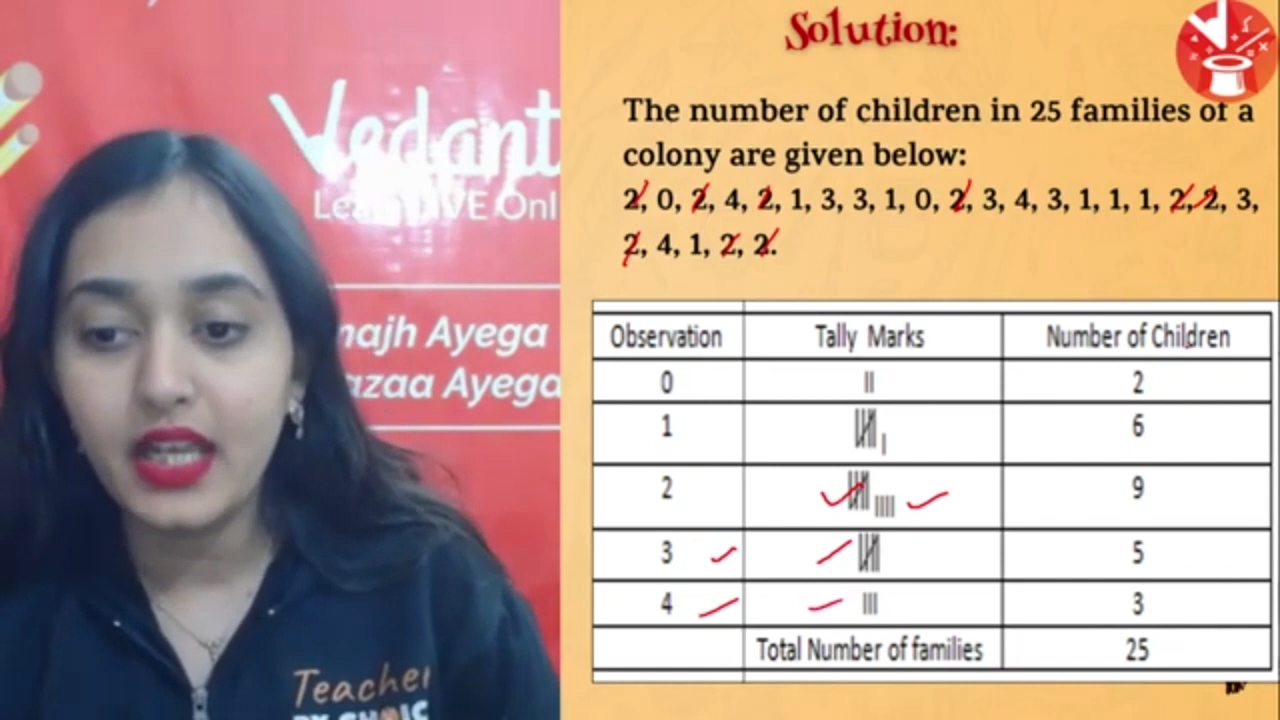 Solution:
Vedant
Lea VE Onl
majh Ayega
azaa Ayega
Teacher
The number of children in 25 families of a
colony are given below:
2, 0, 2, 4, 2, 1, 3, 3, 1, 0, 2, 3, 4, 3, 1, 1, 1, 2, 2, 3,
2, 4, 1, 2, 2.
Observation Tally Marks Number of Children
0 || 2
1 |||| | 6
2 |||| |||| 9
3 |||| 5
4 ||| 3
Total Number of families 25